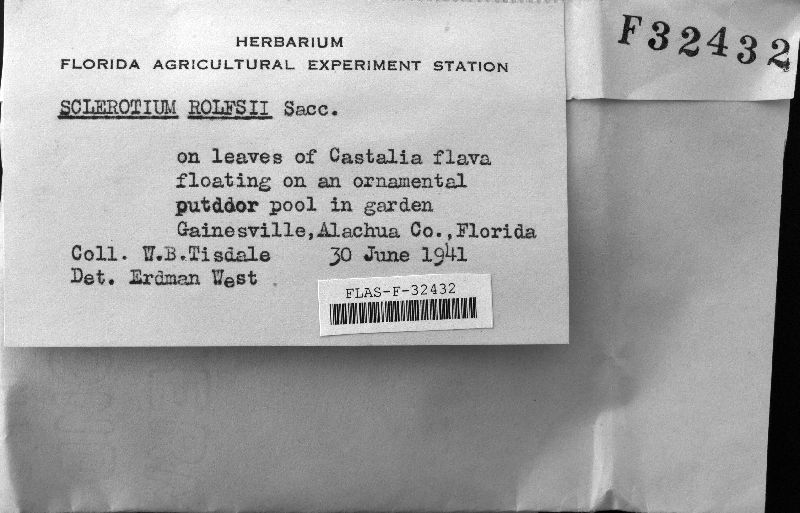 F32432
HERBARIUM
FLORIDA AGRICULTURAL EXPERIMENT STATION
SCLEROTIUM ROLFSII Sacc.
on leaves of Castalia flava
floating on an ornamental
putddor pool in garden
Gainesville, Alachua Co., Florida
Coll. W.B.Tisdale 30 June 1941
Det. Erdman West
FLAS-F-32432